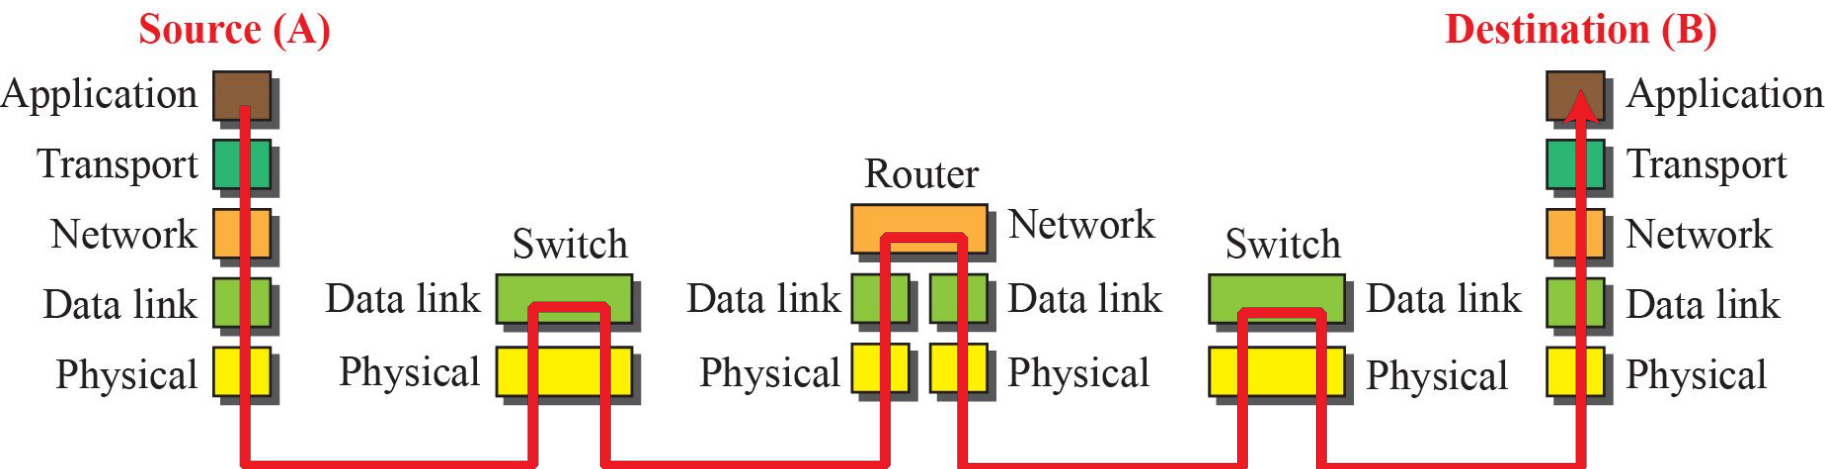 Source (A)
Destination (B)
Application
Transport
Network
Data link
Physical
Switch
Data link
Physical
Router
Network
Data link
Data link
Physical
Physical
Switch
Data link
Physical
Application
Transport
Network
Data link
Physical